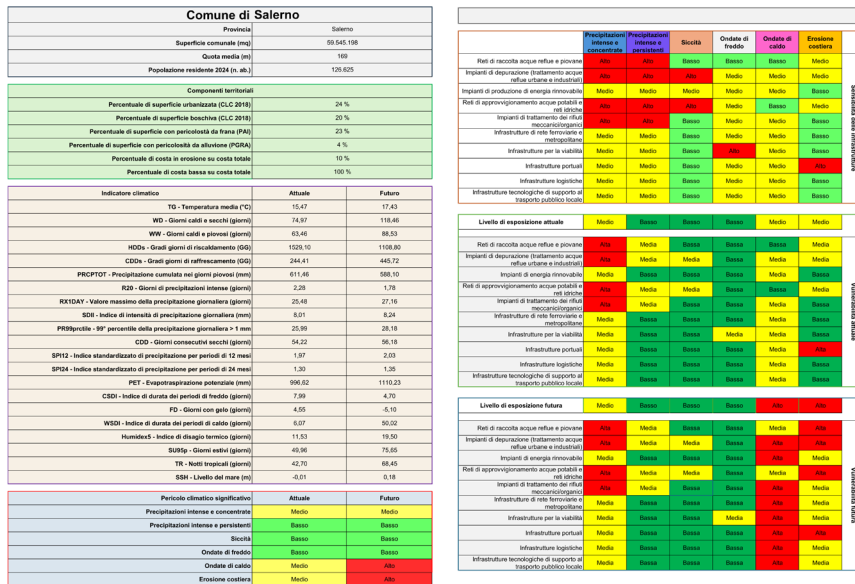 Comune di Salerno
Provincia Salerno
Superficie comunale (mq) 59.545.198
Quota media (m) 169
Popolazione residente 2024 (n. ab.) 126.625
Componenti territoriali
Percentuale di superficie urbanizzata (CLC 2018) 24 %
Percentuale di superficie boschiva (CLC 2018) 20 %
Percentuale di superficie con pericolostà da frana (PAI) 23 %
Percentuale di superficie con pericolosità da alluvione (PGRA) 4 %
Percentuale di costa in erosione su costa totale 10 %
Percentuale di costa bassa su costa totale 100 %
Indicatore climatico Attuale Futuro
TG - Temperatura media (°C) 15,47 17,43
WD - Giorni caldi e secchi (giorni) 74,97 118,46
WW - Giorni caldi e piovosi (giorni) 63,46 88,53
HDDs - Gradi giorni di riscaldamento (GG) 1529,10 1108,80
CDDs - Gradi giorni di raffrescamento (GG) 244,41 445,72
PRCPTOT - Precipitazione cumulata nei giorni piovosi (mm) 611,46 588,10
R20 - Giorni di precipitazioni intense (giorni) 2,28 1,78
RX1DAY - Valore massimo della precipitazione giornaliera (giorni) 25,48 27,16
SDII - Indice di intensità di precipitazione (giorni) 8,01 8,24
PR99prctile - 99° percentile della precipitazione giornaliera > 1 mm 25,99 28,18
CDD - Giorni consecutivi secchi (giorni) 54,22 56,18
SPI12 - Indice standardizzato di precipitazione per periodi di 12 mesi 1,97 2,03
SPI24 - Indice standardizzato di precipitazione per periodi di 24 mesi 1,30 1,35
PET - Evapotraspirazione potenziale (mm) 996,62 1110,23
CSDI - Indice di durata dei periodi di freddo (giorni) 7,99 4,70
FD - Giorni con gelo (giorni) 4,55 -5,10
WSDI - Indice di durata dei periodi di caldo (giorni) 6,07 50,02
Humidex5 - Indice di disagio termico (giorni) 11,53 19,50
SU95p - Giorni estivi (giorni) 49,96 75,65
TR - Notti tropicali (giorni) 42,70 68,45
SSH - Livello del mare (m) -0,01 0,18
Pericolo climatico significativo Attuale Futuro
Precipitazioni intense e concentrate Medio Medio
Precipitazioni intense e persistenti Basso Basso
Siccità Basso Basso
Ondate di freddo Basso Basso
Ondate di caldo Medio Alto
Erosione costiera Medio Alto
Precipitazioni intense e concentrate Precipitazioni intense e persistenti Siccità Ondate di freddo Ondate di caldo Erosione costiera
Reti di raccolta acque reflue e piovane Alto Alto Basso Basso Basso Medio
Impianti di depurazione (trattamento acque reflue urbane e industriali) Alto Alto Alto Medio Medio Medio
Impianti di produzione di energia rinnovabile Medio Medio Medio Medio Medio Basso
Reti di approvvigionamento acque potabili e reti idriche Alto Alto Alto Medio Basso Medio
Impianti di trattamento dei rifiuti meccanici/organici Alto Alto Basso Medio Medio Basso
Infrastrutture di rete ferroviarie e metropolitane Medio Medio Medio Medio Medio Basso
Infrastrutture per la viabilità Medio Medio Basso Alto Medio Basso
Infrastrutture portuali Medio Medio Medio Medio Medio Alto
Infrastrutture logistiche Medio Medio Medio Medio Medio Basso
Infrastrutture tecnologiche di supporto al trasporto pubblico locale Medio Medio Basso Medio Medio Basso
Sensibilità delle infrastrutture
Livello di esposizione attuale Medio Basso Basso Basso Medio Medio
Reti di raccolta acque reflue e piovane Alta Media Bassa Bassa Bassa Media
Impianti di depurazione (trattamento acque reflue urbane e industriali) Alta Media Media Bassa Media Media
Impianti di energia rinnovabile Media Bassa Bassa Bassa Media Bassa
Reti di approvvigionamento acque potabili e reti idriche Alta Media Media Bassa Bassa Media
Impianti di trattamento dei rifiuti meccanici/organici Alta Media Bassa Bassa Media Bassa
Infrastrutture di rete ferroviarie e metropolitane Media Bassa Bassa Bassa Media Bassa
Infrastrutture per la viabilità Media Bassa Bassa Media Media Bassa
Infrastrutture portuali Media Bassa Bassa Bassa Media Alta
Infrastrutture logistiche Media Bassa Bassa Bassa Media Bassa
Infrastrutture tecnologiche di supporto al trasporto pubblico locale Media Bassa Bassa Bassa Media Bassa
Vulnerabilità attuale
Livello di esposizione futura Medio Basso Basso Basso Alto Alto
Reti di raccolta acque reflue e piovane Alta Media Bassa Bassa Media Alta
Impianti di depurazione (trattamento acque reflue urbane e industriali) Alta Media Media Bassa Alta Alta
Impianti di energia rinnovabile Media Bassa Bassa Bassa Alta Media
Reti di approvvigionamento acque potabili e reti idriche Alta Media Media Bassa Media Alta
Impianti di trattamento dei rifiuti meccanici/organici Alta Media Bassa Bassa Alta Media
Infrastrutture di rete ferroviarie e metropolitane Media Bassa Bassa Bassa Alta Media
Infrastrutture per la viabilità Media Bassa Bassa Media Alta Media
Infrastrutture portuali Media Bassa Bassa Bassa Alta Alta
Infrastrutture logistiche Media Bassa Bassa Bassa Alta Media
Infrastrutture tecnologiche di supporto al trasporto pubblico locale Media Bassa Bassa Bassa Alta Media
Vulnerabilità futura